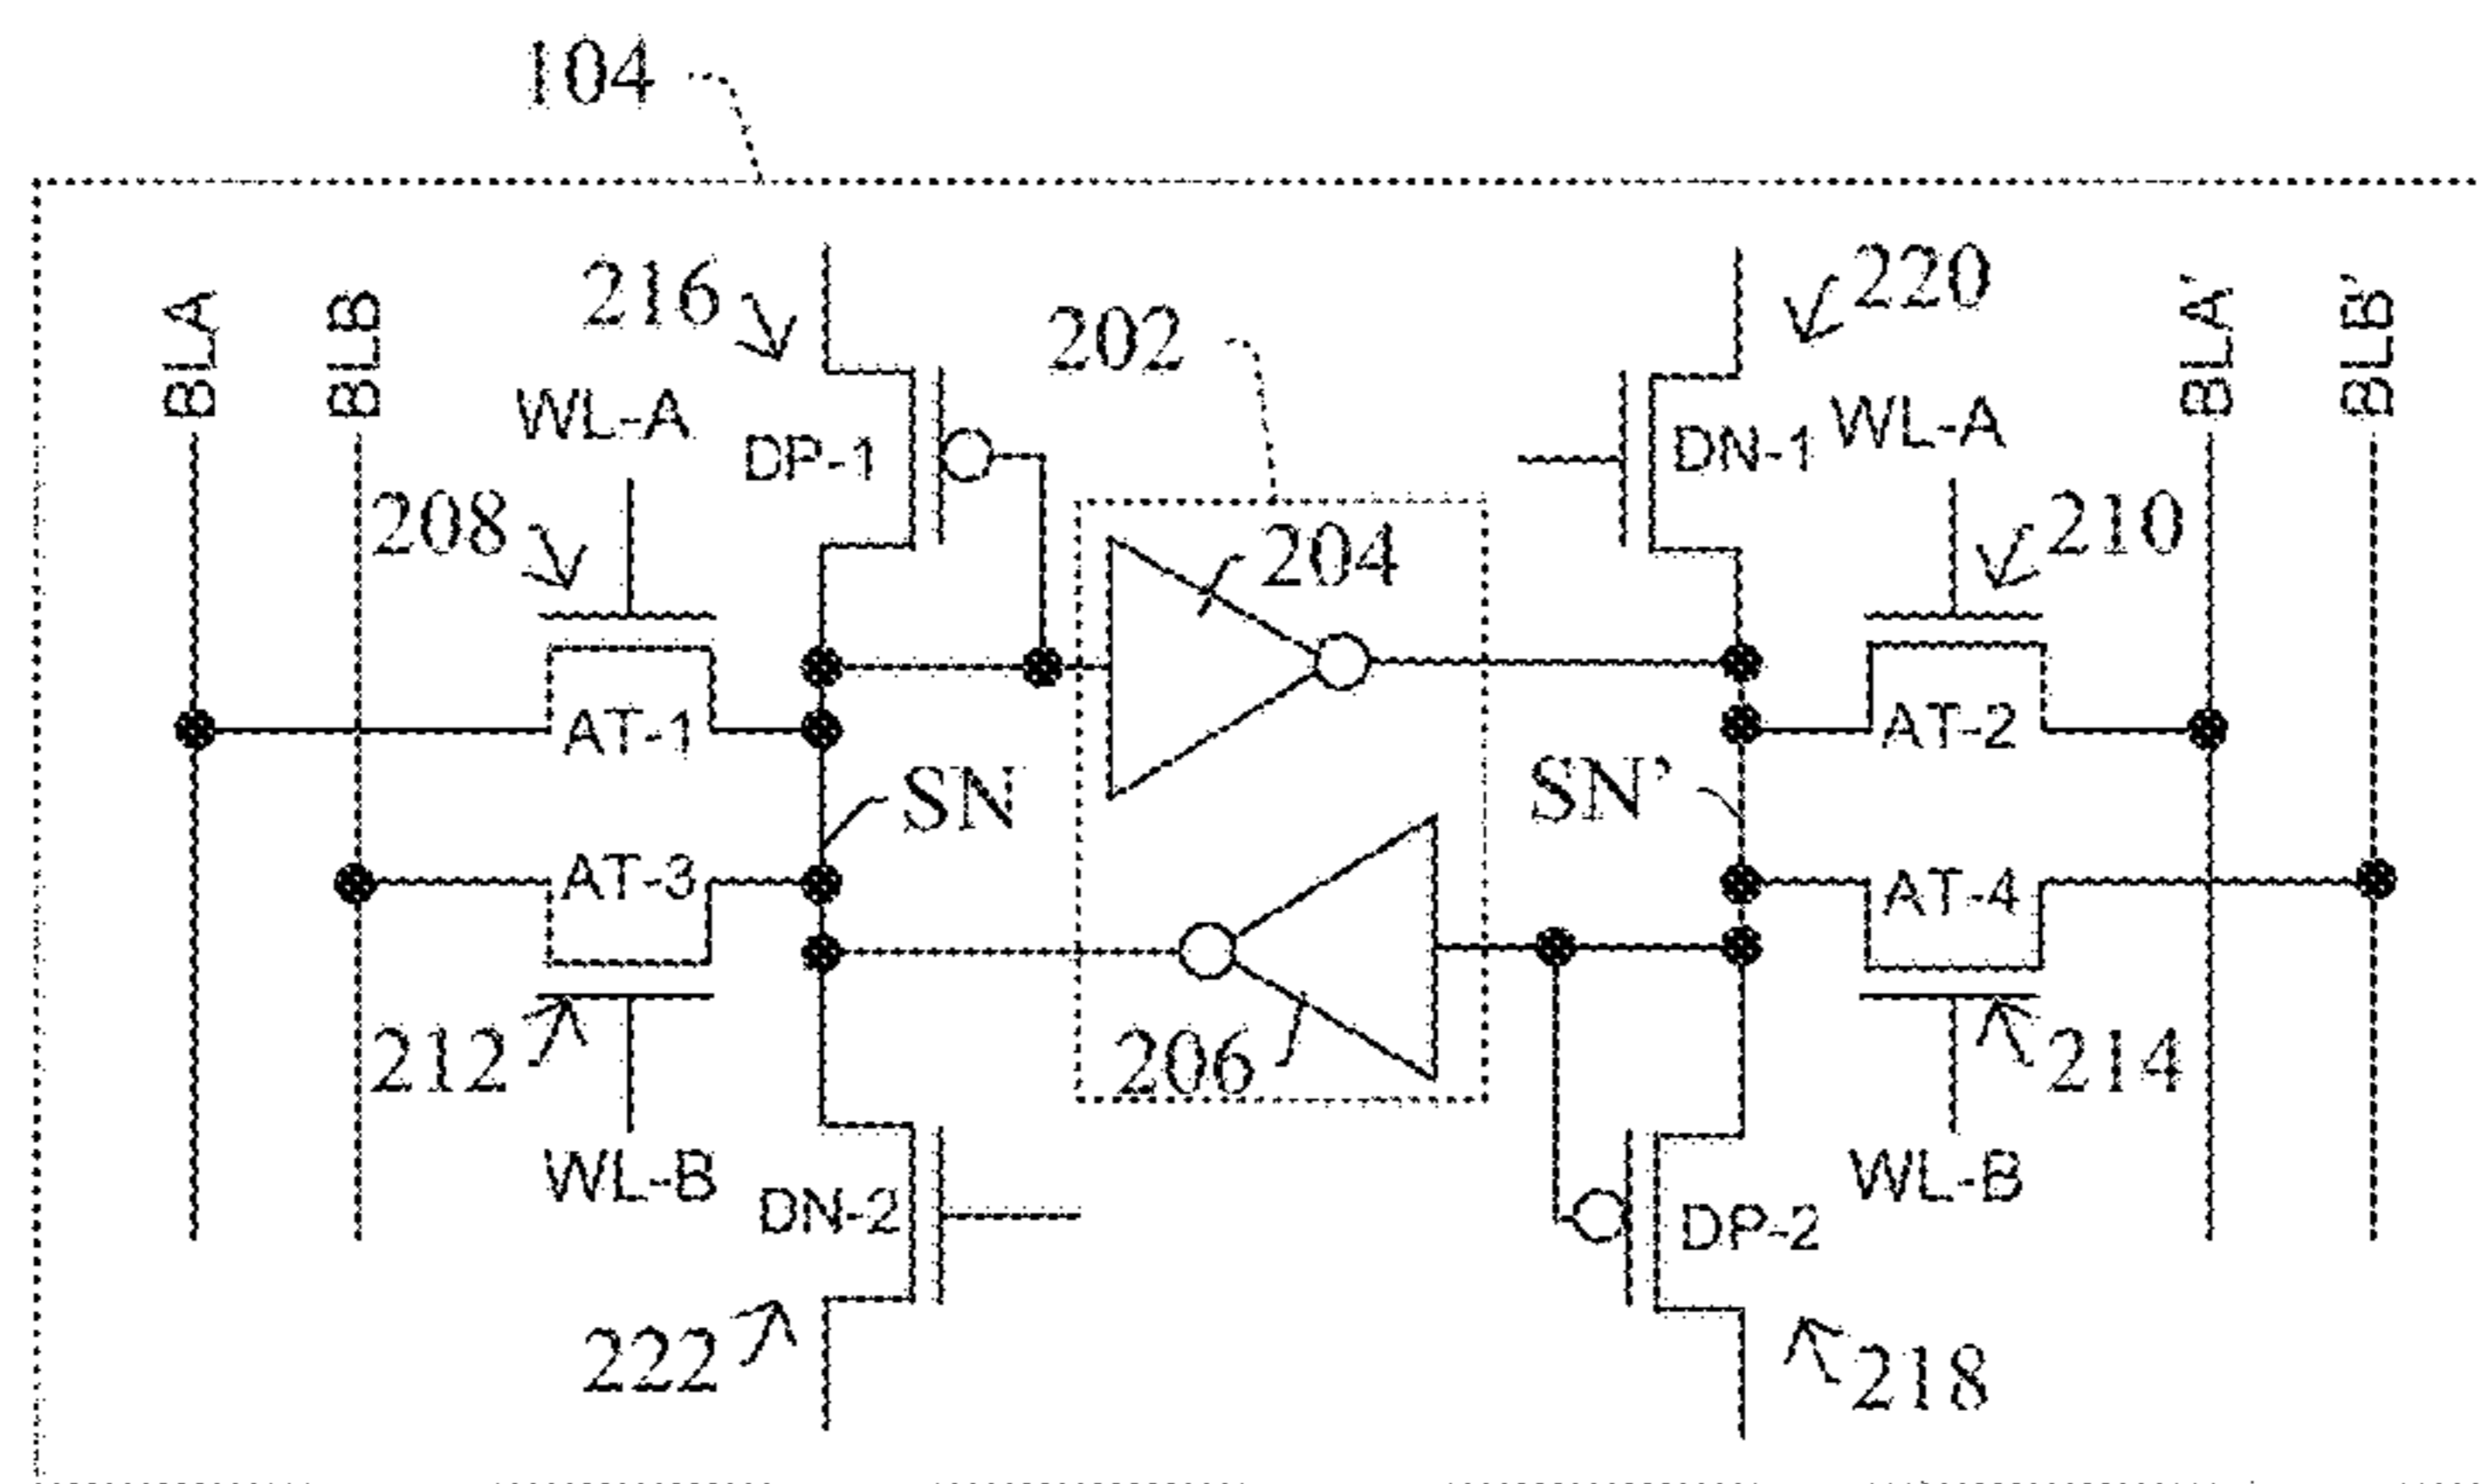 104
216
220
BLA
BLB
202
BLA'
BLB'
WL-A
DP-1
DN-1
WL-A
208
204
210
AT-1
AT-2
SN
SN’
AT-3
AT-4
212
206
214
WL-B
DN-2
DP-2
WL-B
222
218